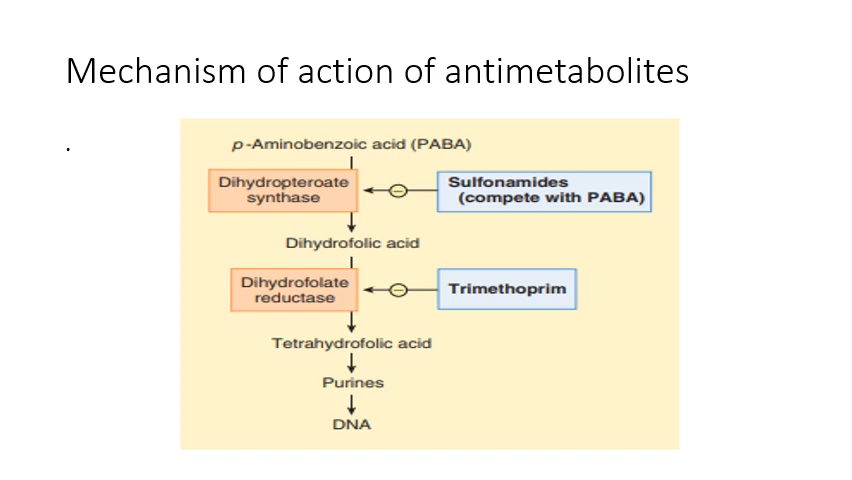 Mechanism of action of antimetabolites
.
p-Aminobenzoic acid (PABA)
Dihydropteroate
synthase
Sulfonamides
(compete with PABA)
Dihydrofolic acid
Dihydrofolate
reductase
Trimethoprim
Tetrahydrofolic acid
Purines
DNA